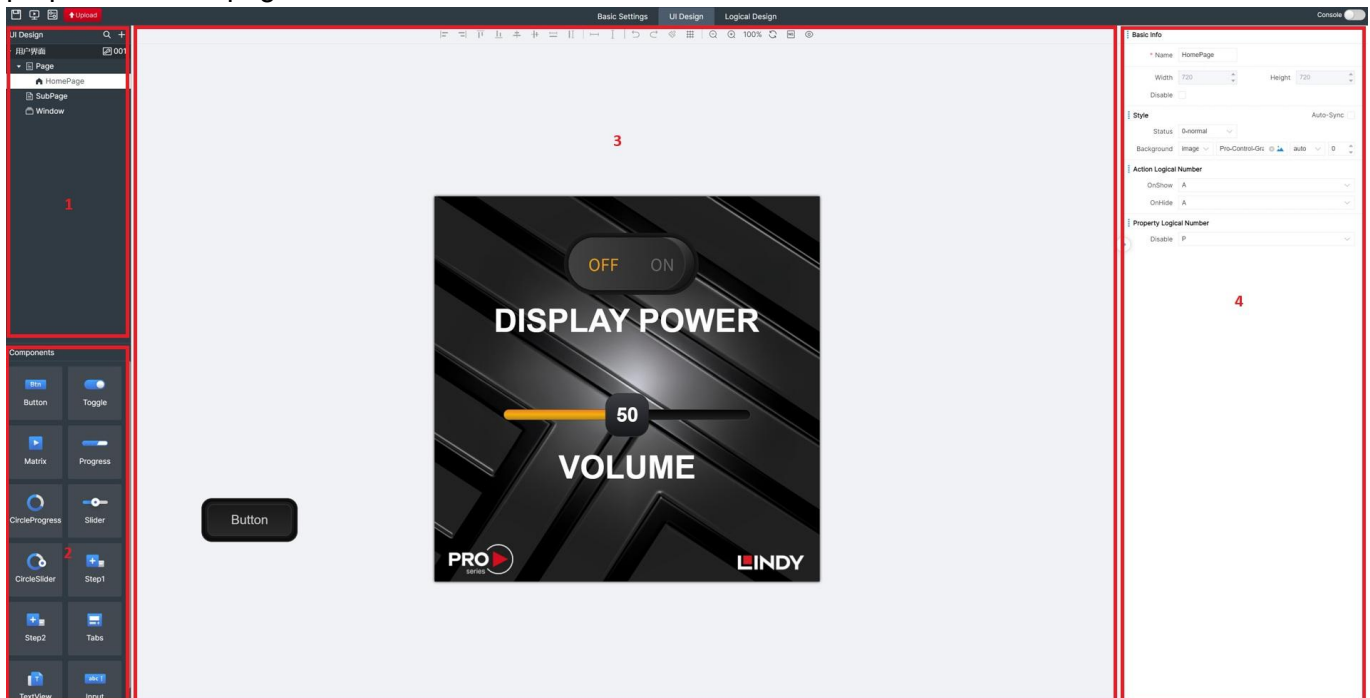 Upload
Basic Settings
UI Design
Logical Design
Console
UI Design
用户界面
001
Page
HomePage
SubPage
Window
1
Components
Btn
Button
Toggle
Matrix
Progress
CircleProgress
Slider
2
CircleSlider
Step1
Step2
Tabs
TextView
abc
Input
100%
3
OFF ON
DISPLAY POWER
50
VOLUME
Button
PRO
series
LINDY
Basic Info
* Name HomePage
Width 720 Height 720
Disable
Style Auto-Sync
Status 0-normal
Background Image Pro-Control-Gra auto 0
Action Logical Number
OnShow A
OnHide A
Property Logical Number
Disable P
4